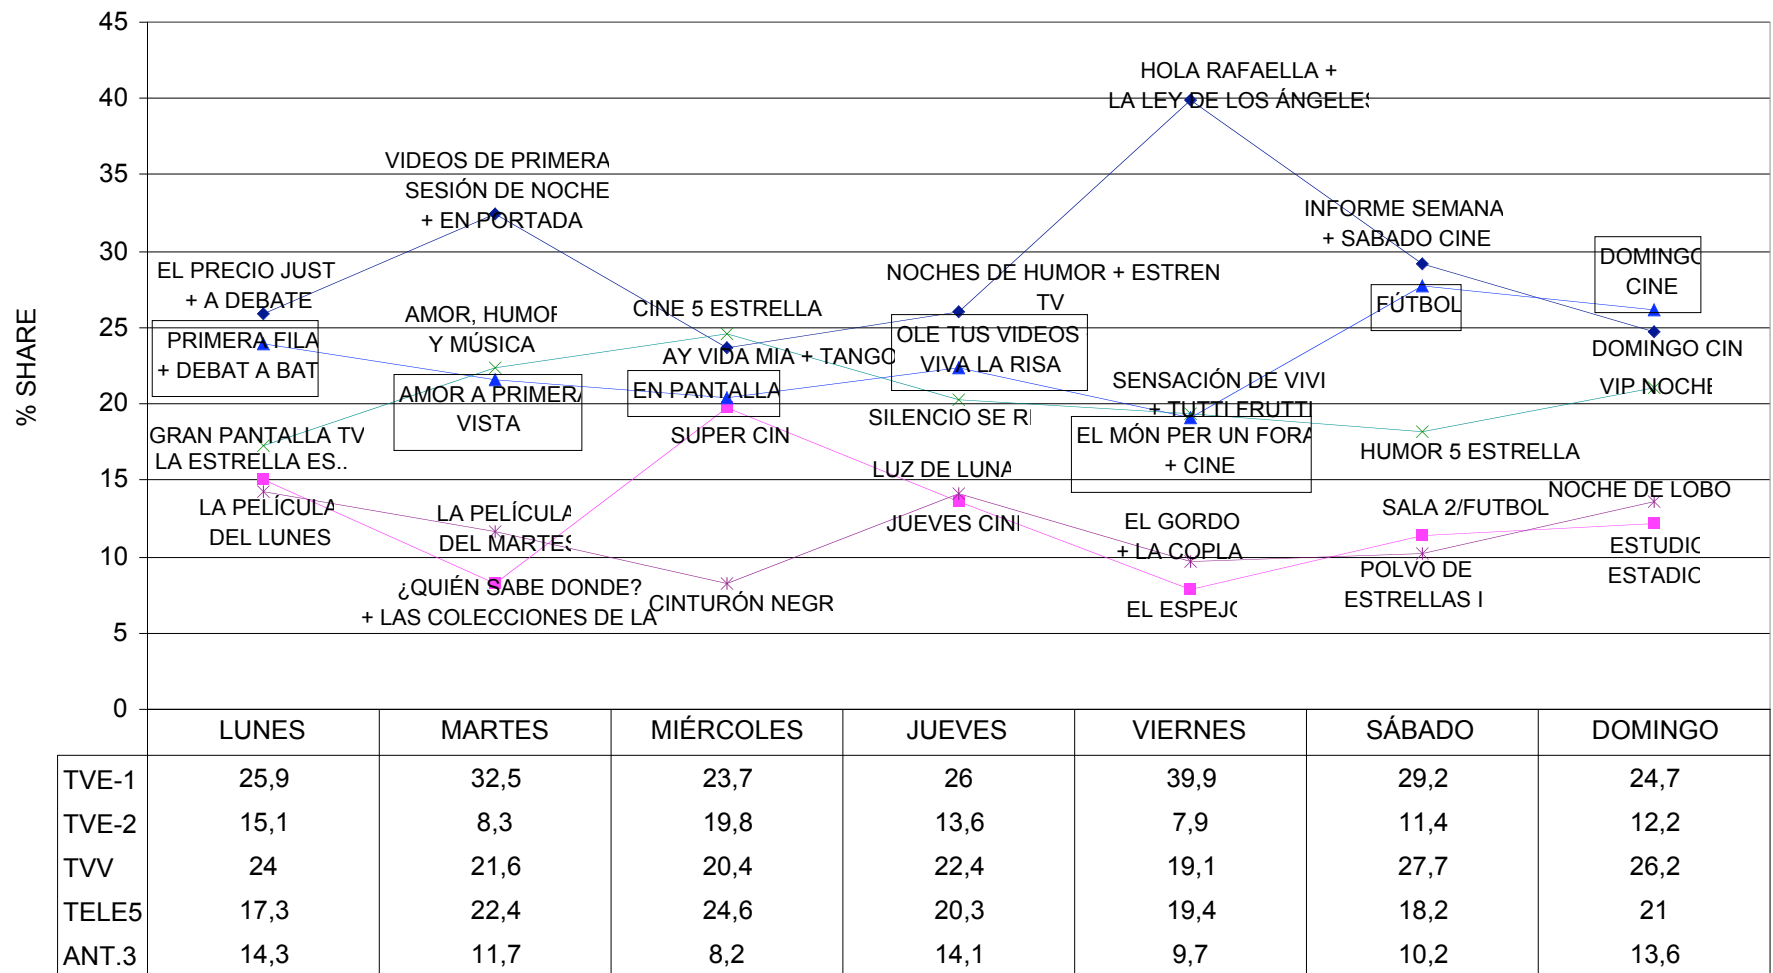 % SHARE
45
40
35
30
25
20
15
10
5
0
HOLA RAFAELLA +
LA LEY DE LOS ÁNGELES
VIDEOS DE PRIMERA
SESIÓN DE NOCHE
+ EN PORTADA
INFORME SEMANA
+ SABADO CINE
DOMINGO
CINE
EL PRECIO JUST
+ A DEBATE
NOCHES DE HUMOR + ESTREN
TV
FÚTBOL
AMOR, HUMOR
Y MÚSICA
CINE 5 ESTRELLA
PRIMERA FILA
+ DEBAT A BAT
OLE TUS VIDEOS
VIVA LA RISA
AY VIDA MIA + TANGO
DOMINGO CIN
AMOR A PRIMERA
VISTA
EN PANTALLA
SENSACIÓN DE VIVI
+ TUTTI FRUTTI
VIP NOCHE
SILENCIO SE RI
GRAN PANTALLA TV
LA ESTRELLA ES..
SUPER CIN
EL MÓN PER UN FORA
+ CINE
HUMOR 5 ESTRELLA
LUZ DE LUNA
NOCHE DE LOBO
LA PELÍCULA
DEL LUNES
LA PELÍCULA
DEL MARTES
JUEVES CINE
EL GORDO
+ LA COPLA
SALA 2/FUTBOL
ESTUDIO
ESTADIO
¿QUIÉN SABE DONDE?
+ LAS COLECCIONES DE LA
CINTURÓN NEGR
EL ESPEJO
POLVO DE
ESTRELLAS I
LUNES MARTES MIÉRCOLES JUEVES VIERNES SÁBADO DOMINGO
TVE-1 25,9 32,5 23,7 26 39,9 29,2 24,7
TVE-2 15,1 8,3 19,8 13,6 7,9 11,4 12,2
TVV 24 21,6 20,4 22,4 19,1 27,7 26,2
TELE5 17,3 22,4 24,6 20,3 19,4 18,2 21
ANT.3 14,3 11,7 8,2 14,1 9,7 10,2 13,6